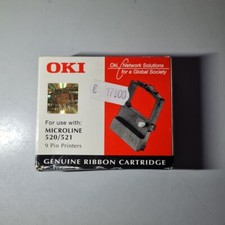 OKI
OKI Network Solutions
for a Global Society
For use with:
MICROLINE
520/521
9 Pin Printers
GENUINE RIBBON CARTRIDGE